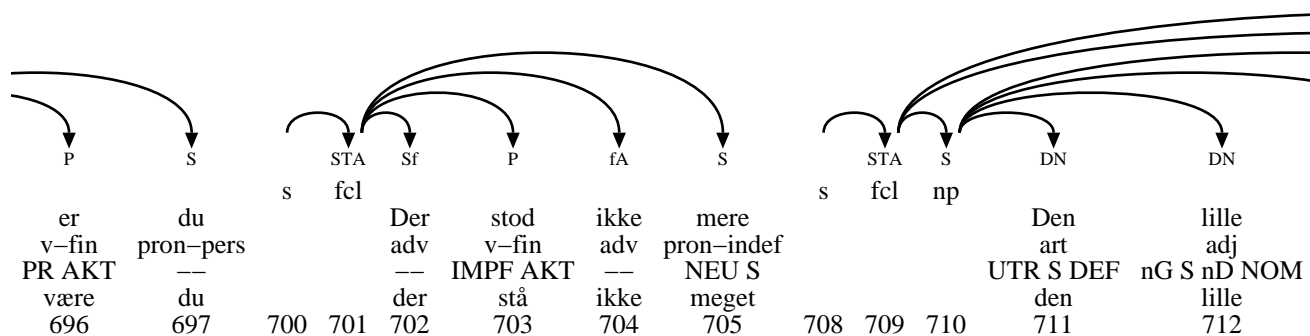 P S STA Sf P fA S STA S DN DN
s fcl s fcl np
er du Der stod ikke mere Den lille
v−fin pron−pers adv v−fin adv pron−indef art adj
PR AKT −− −− IMPF AKT −− NEU S UTR S DEF nG S nD NOM
være du der stå ikke meget den lille
696 697 700 701 702 703 704 705 708 709 710 711 712